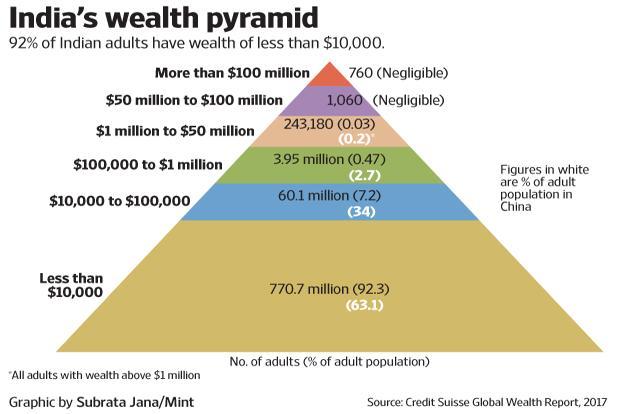 India’s wealth pyramid
92% of Indian adults have wealth of less than $10,000.
More than $100 million 760 (Negligible)
$50 million to $100 million 1,060 (Negligible)
$1 million to $50 million 243,180 (0.03)
(0.2)*
$100,000 to $1 million 3.95 million (0.47)
(2.7)
$10,000 to $100,000 60.1 million (7.2)
(34)
Figures in white
are % of adult
population in
China
Less than
$10,000
770.7 million (92.3)
(63.1)
No. of adults (% of adult population)
*All adults with wealth above $1 million
Graphic by Subrata Jana/Mint
Source: Credit Suisse Global Wealth Report, 2017